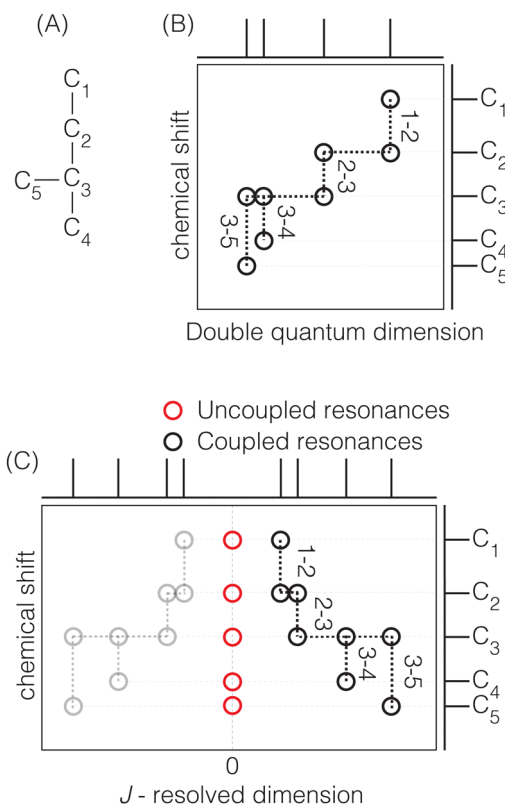 (A)
C1
C2
C5 C3
C4
(B)
chemical shift
1-2
2-3
3-4
3-5
C1
C2
C3
C4
C5
Double quantum dimension
Uncoupled resonances
Coupled resonances
(C)
chemical shift
1-2
2-3
3-4
3-5
C1
C2
C3
C4
C5
0
J - resolved dimension